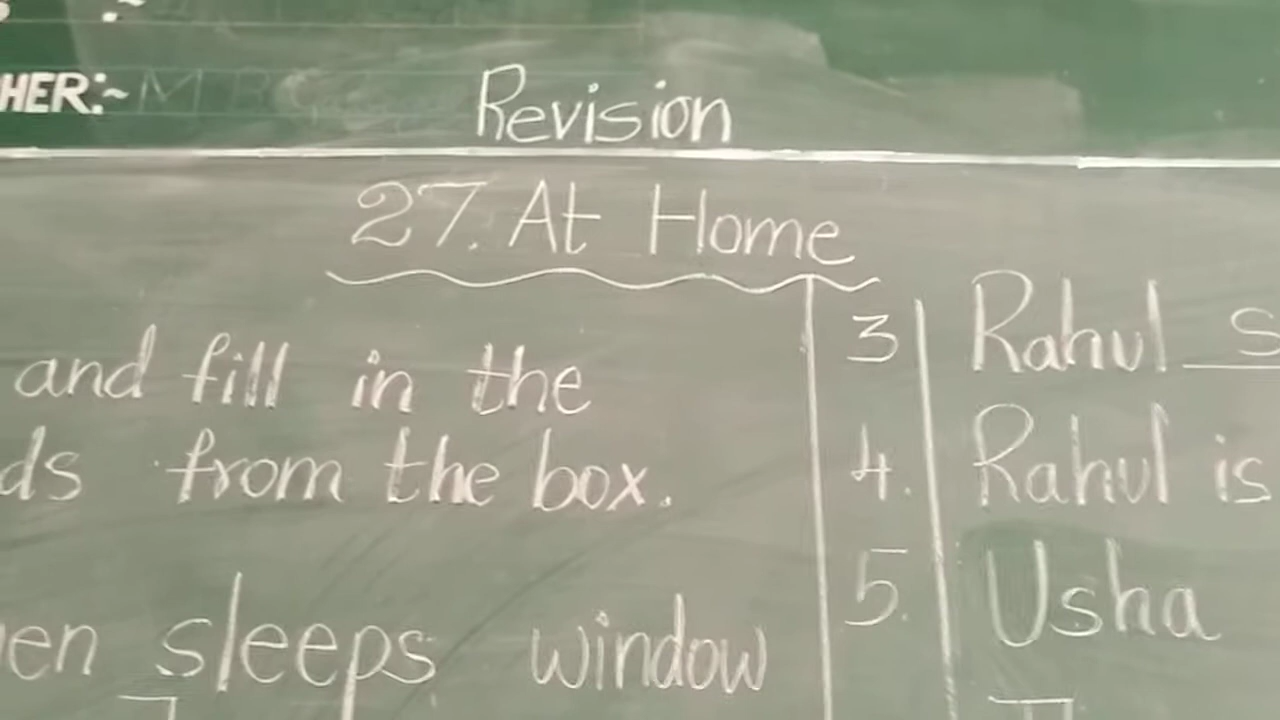 HER:~
Revision
27. At Home
and fill in the
ds from the box.
en sleeps window
3 Rahul s
4. Rahul is
5. Usha